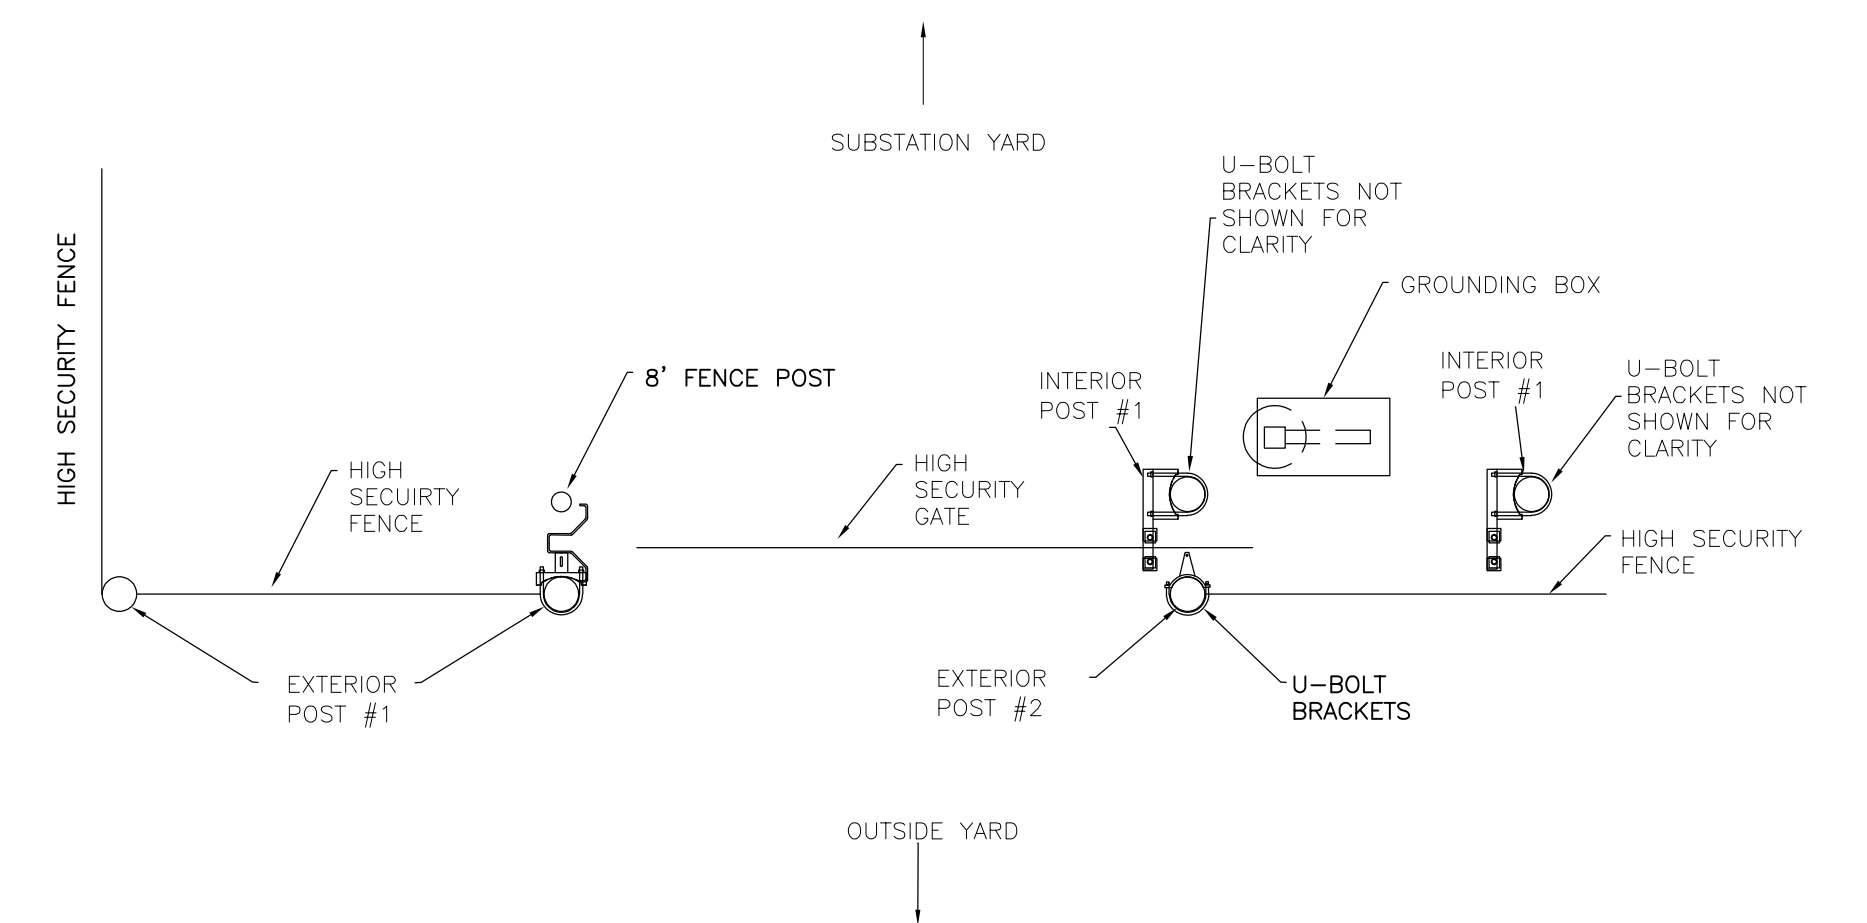 SUBSTATION YARD
U-BOLT
BRACKETS NOT
SHOWN FOR
CLARITY
HIGH SECURITY FENCE
GROUNDING BOX
8' FENCE POST
INTERIOR
POST #1
INTERIOR
POST #1
U-BOLT
BRACKETS NOT
SHOWN FOR
CLARITY
HIGH
SECUIRTY
FENCE
HIGH
SECURITY
GATE
HIGH SECURITY
FENCE
EXTERIOR
POST #1
EXTERIOR
POST #2
U-BOLT
BRACKETS
OUTSIDE YARD